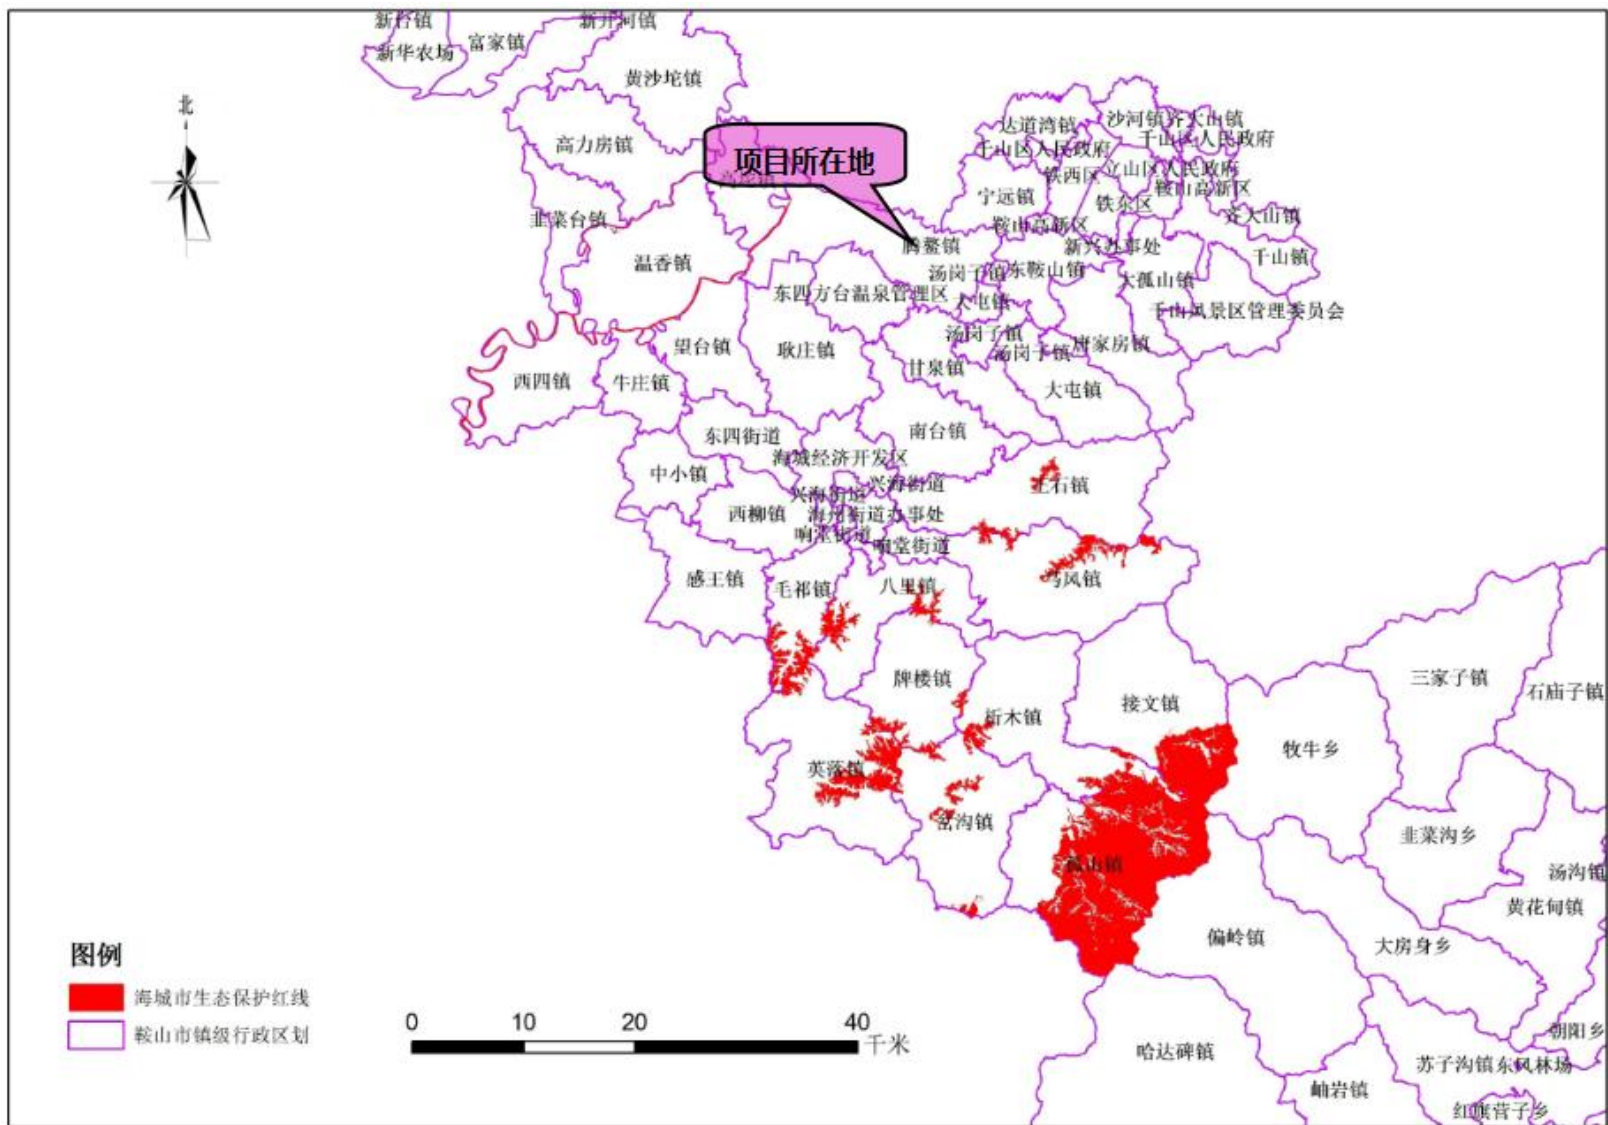 新台镇
新开河镇
富家镇
新华农场
黄沙坨镇
北
高力房镇
项目所在地
达道湾镇
沙河镇
齐大山镇
千山区人民政府
千山区人民政府
铁西区
立山区人民政府
鞍山高新区
宁远镇
铁东区
韭菜台镇
鞍山高新区
齐大山镇
腾鳌镇
新兴办事处
温香镇
千山镇
汤岗子镇
东鞍山镇
大孤山镇
东四方台温泉管理区
大屯镇
千山风景区管理委员会
汤岗子镇
望台镇
耿庄镇
汤岗子镇
唐家房镇
甘泉镇
西四镇
牛庄镇
大屯镇
东四街道
南台镇
海城经济开发区
中小镇
兴海街道
王石镇
兴海街道
西柳镇
海州街道办事处
响堂街道
响堂街道
感王镇
毛祁镇
八里镇
马风镇
牌楼镇
三家子镇
石庙子镇
接文镇
析木镇
牧牛乡
英落镇
岔沟镇
韭菜沟乡
孤山镇
汤沟镇
黄花甸镇
偏岭镇
大房身乡
图例
海城市生态保护红线
鞍山市镇级行政区划
0 10 20 40
千米
朝阳乡
哈达碑镇
苏子沟镇
东风林场
岫岩镇
红旗营子乡